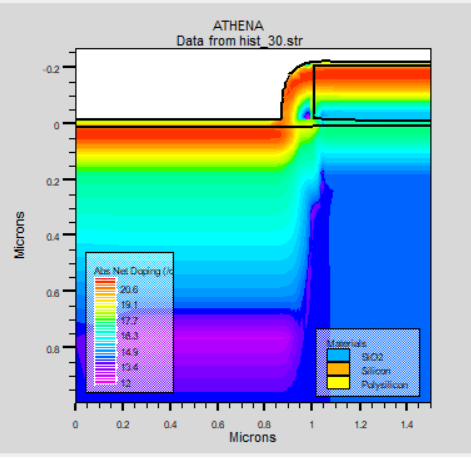 ATHENA
Data from hist_30.str
-0.2
0
0.2
0.4
0.6
0.8
Microns
Abs Net Doping (/c
20.6
19.1
17.7
16.3
14.9
13.4
12
Materials
SiO2
Silicon
Polysilicon
0 0.2 0.4 0.6 0.8 1 1.2 1.4
Microns